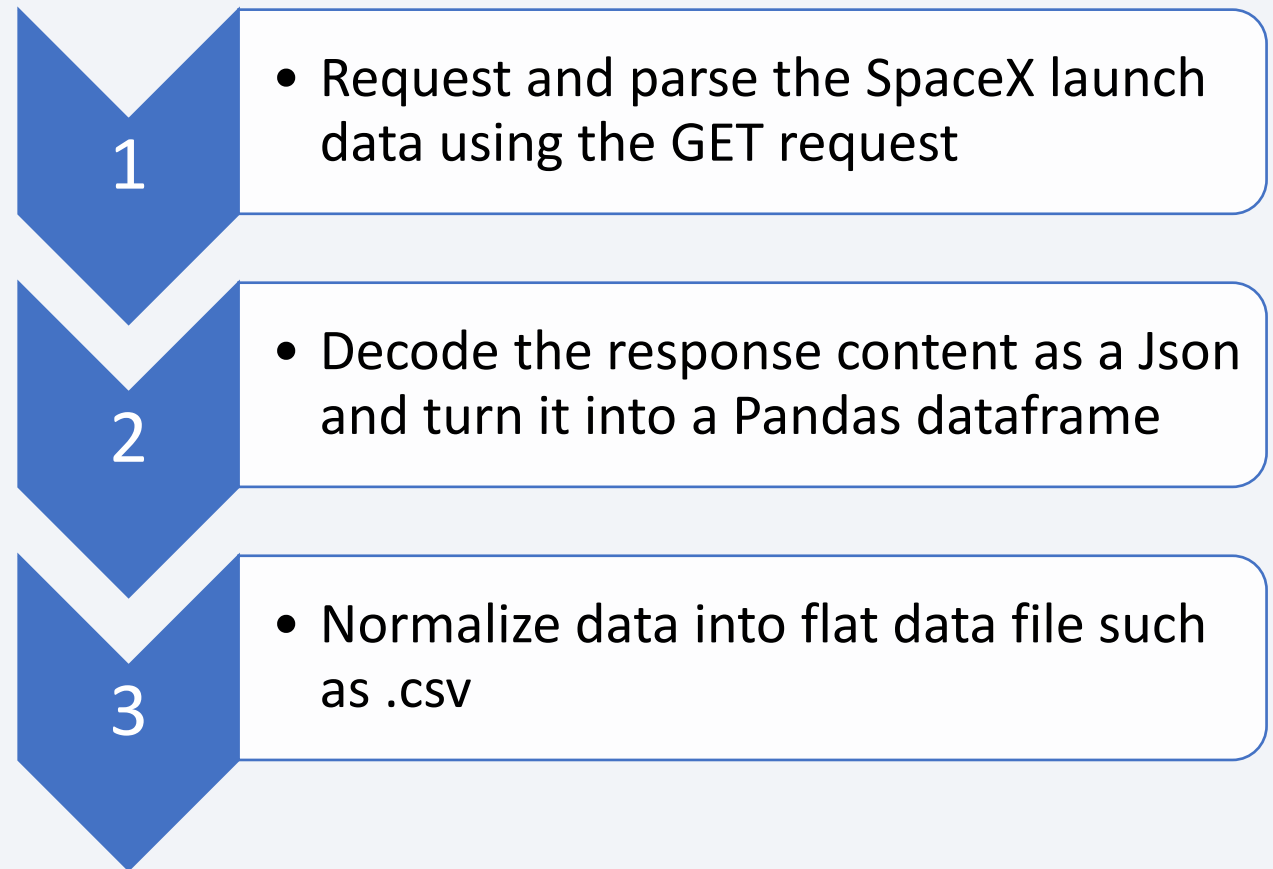 1
• Request and parse the SpaceX launch
data using the GET request
2
• Decode the response content as a Json
and turn it into a Pandas dataframe
3
• Normalize data into flat data file such
as .csv